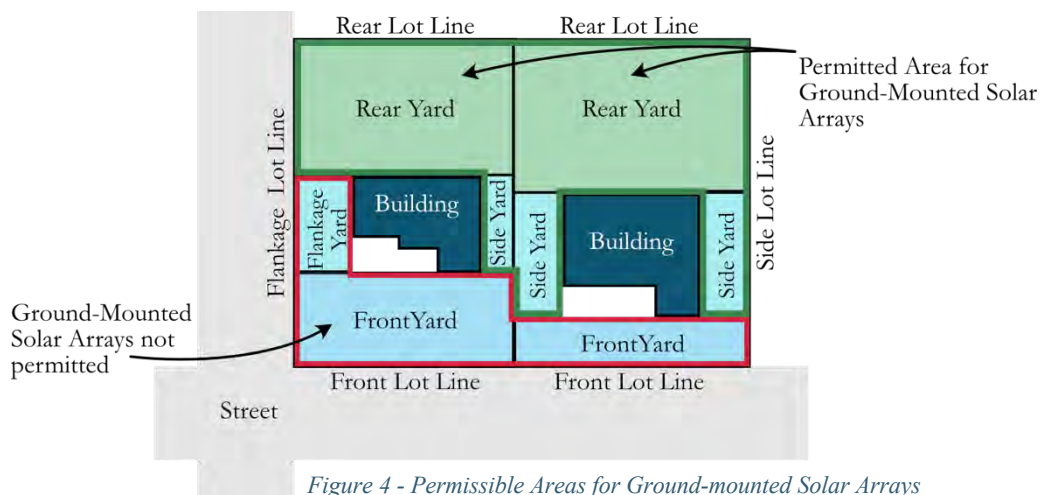 Rear Lot Line
Rear Lot Line
Permitted Area for
Ground-Mounted Solar
Arrays
Rear Yard
Rear Yard
Flankage Lot Line
Side Lot Line
Flankage
Yard
Building
Side Yard
Side Yard
Building
Side Yard
Ground-Mounted
Solar Arrays not
permitted
FrontYard
FrontYard
Front Lot Line
Front Lot Line
Street
Figure 4 - Permissible Areas for Ground-mounted Solar Arrays